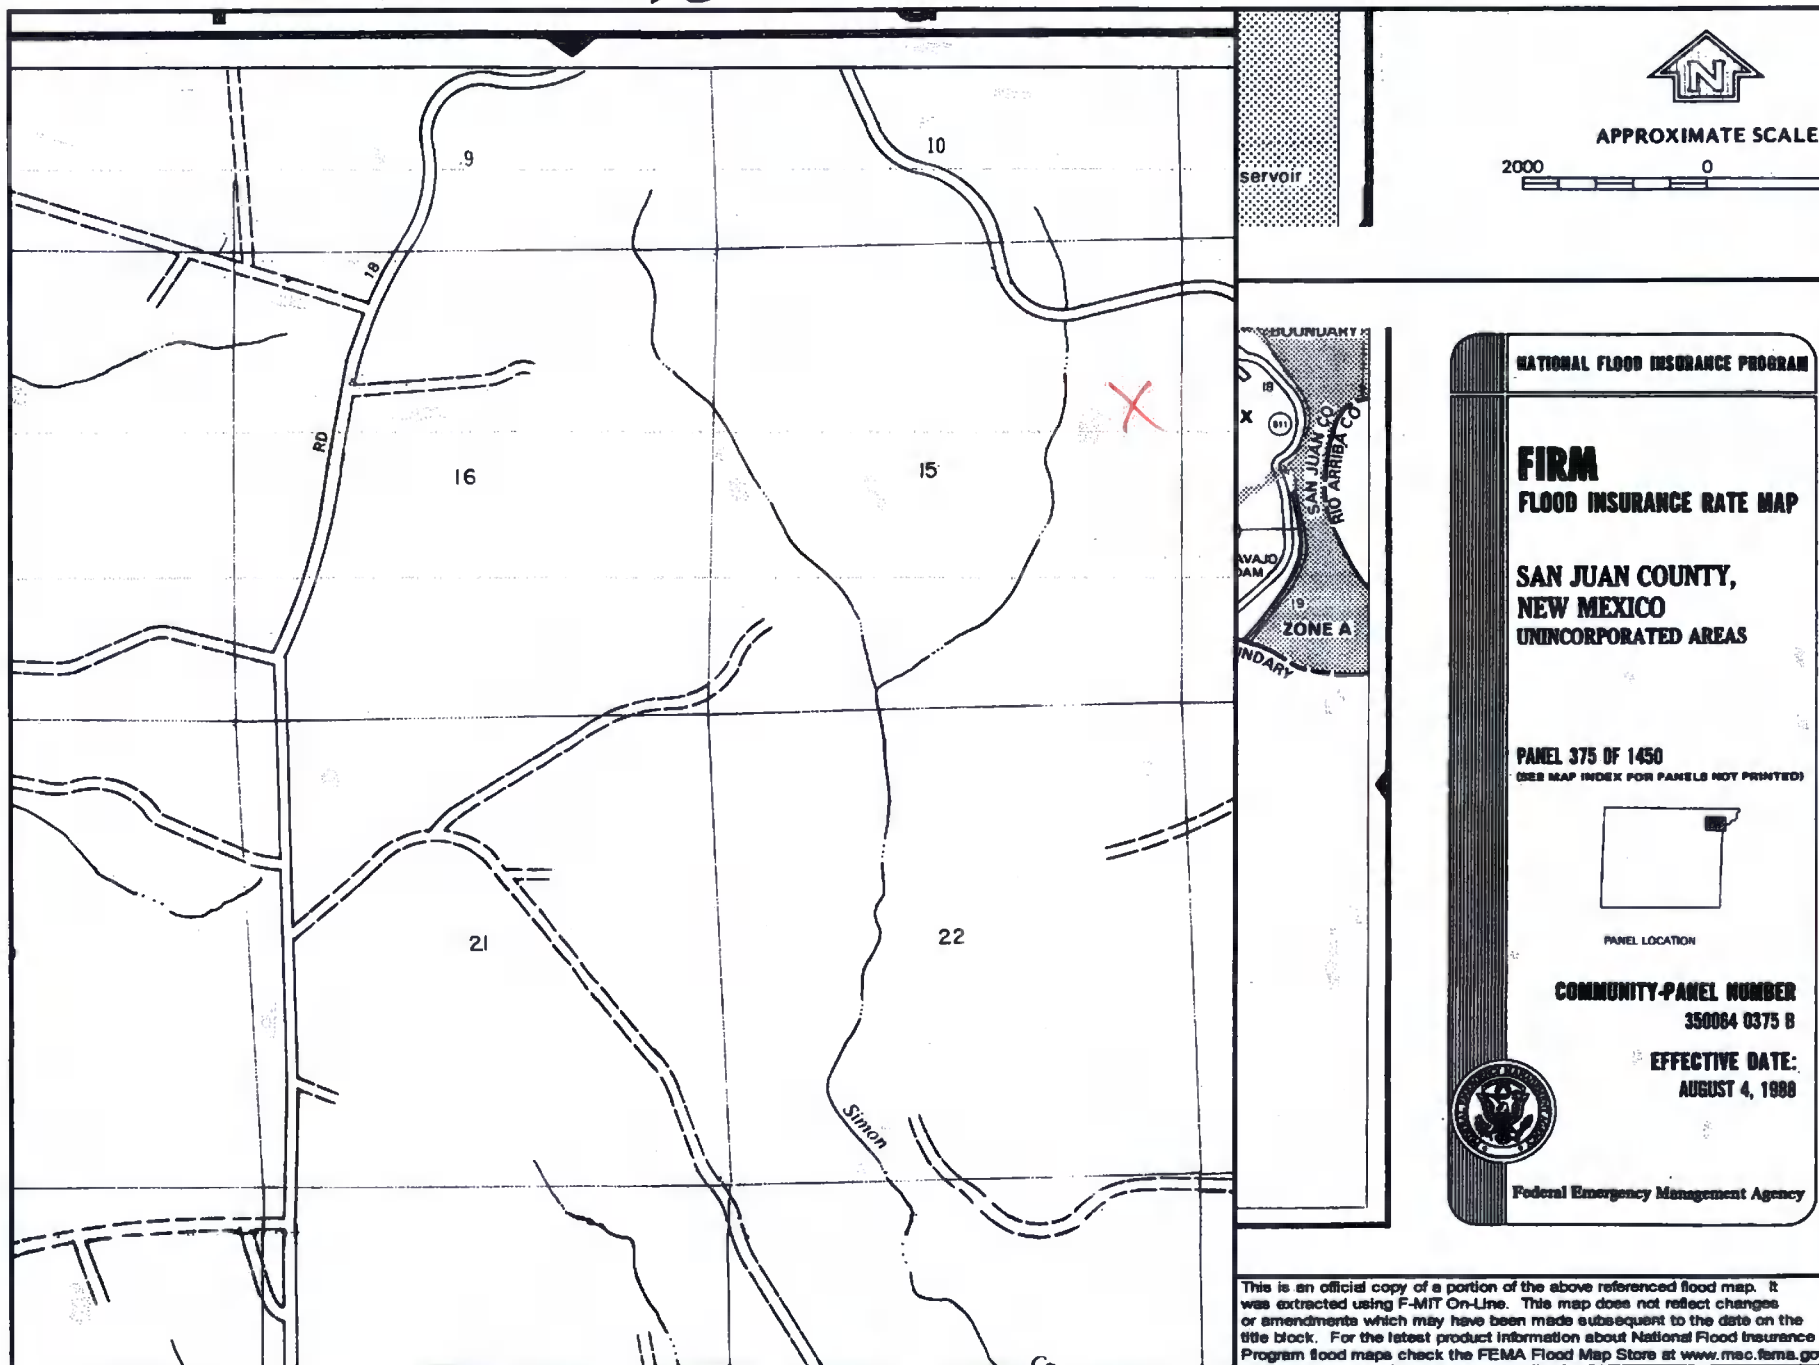 9
10
18
RD
16
15
21
22
Simon
servoir
N
APPROXIMATE SCALE
2000 0
BOUNDARY
18
X
511
SAN JUAN CO
RIO ARRIBA CO
AVAJO
DAM
19
ZONE A
UNDARY
NATIONAL FLOOD INSURANCE PROGRAM
FIRM
FLOOD INSURANCE RATE MAP
SAN JUAN COUNTY,
NEW MEXICO
UNINCORPORATED AREAS
PANEL 375 OF 1450
(SEE MAP INDEX FOR PANELS NOT PRINTED)
PANEL LOCATION
COMMUNITY-PANEL NUMBER
350064 0375 B
EFFECTIVE DATE:
AUGUST 4, 1988
Federal Emergency Management Agency
This is an official copy of a portion of the above referenced flood map. It
was extracted using F-MIT On-Line. This map does not reflect changes
or amendments which may have been made subsequent to the date on the
title block. For the latest product information about National Flood Insurance
Program flood maps check the FEMA Flood Map Store at www.msc.fema.go